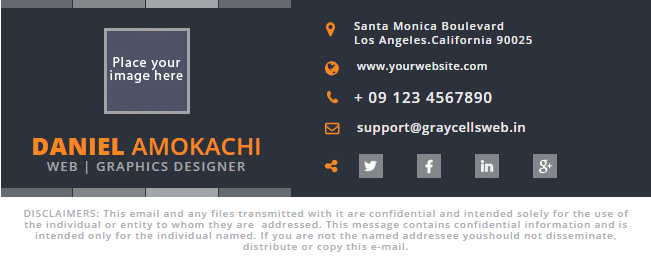 Place your
image here
DANIEL AMOKACHI
WEB | GRAPHICS DESIGNER
Santa Monica Boulevard
Los Angeles.California 90025
www.yourwebsite.com
+ 09 123 4567890
support@graycellsweb.in
f in g+
DISCLAIMERS: This email and any files transmitted with it are confidential and intended solely for the use of
the individual or entity to whom they are addressed. This message contains confidential information and is
intended only for the individual named. If you are not the named addressee youshould not disseminate,
distribute or copy this e-mail.